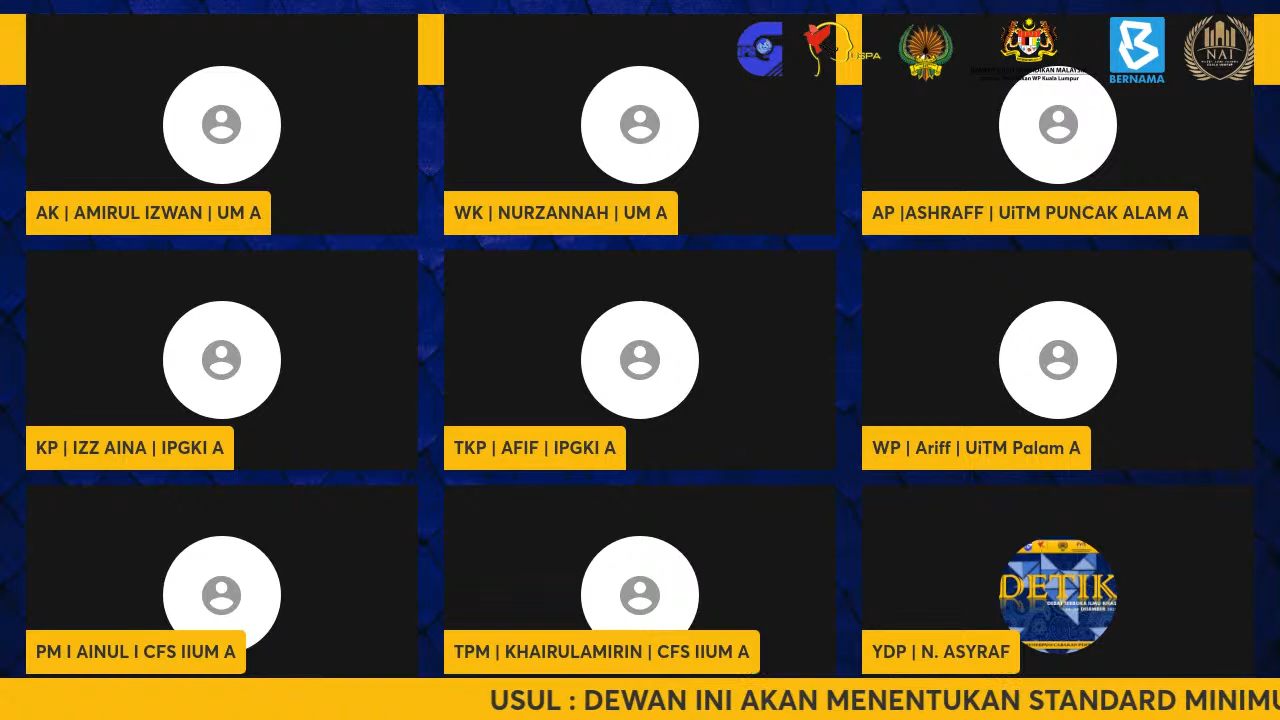 USPA
BERNAMA
NAI
AK | AMIRUL IZWAN | UM A
WK | NURZANNAH | UM A
AP |ASHRAFF | UiTM PUNCAK ALAM A
KP | IZZ AINA | IPGKI A
TKP | AFIF | IPGKI A
WP | Ariff | UiTM Palam A
DETIK
PM I AINUL I CFS IIUM A
TPM | KHAIRULAMIRIN | CFS IIUM A
YDP | N. ASYRAF
USUL : DEWAN INI AKAN MENENTUKAN STANDARD MINIMU